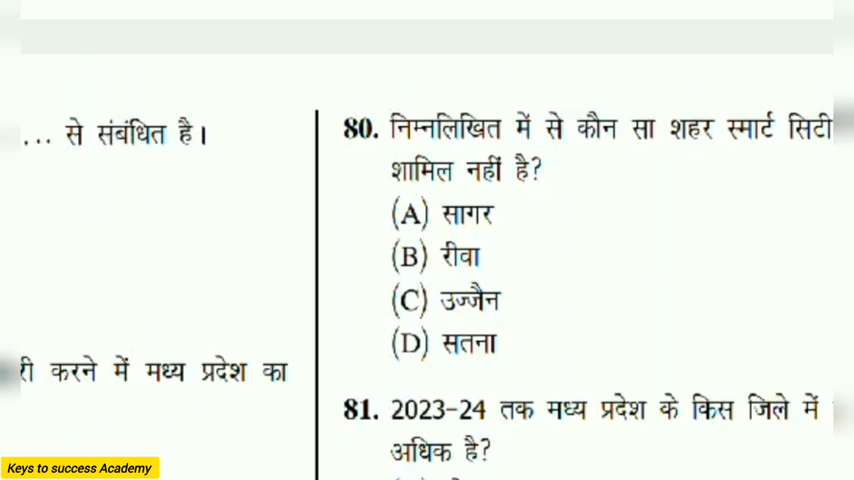 ... से संबंधित है।
री करने में मध्य प्रदेश का
80. निम्नलिखित में से कौन सा शहर स्मार्ट सिटी
शामिल नहीं है?
(A) सागर
(B) रीवा
(C) उज्जैन
(D) सतना
81. 2023-24 तक मध्य प्रदेश के किस जिले में
अधिक है?
Keys to success Academy